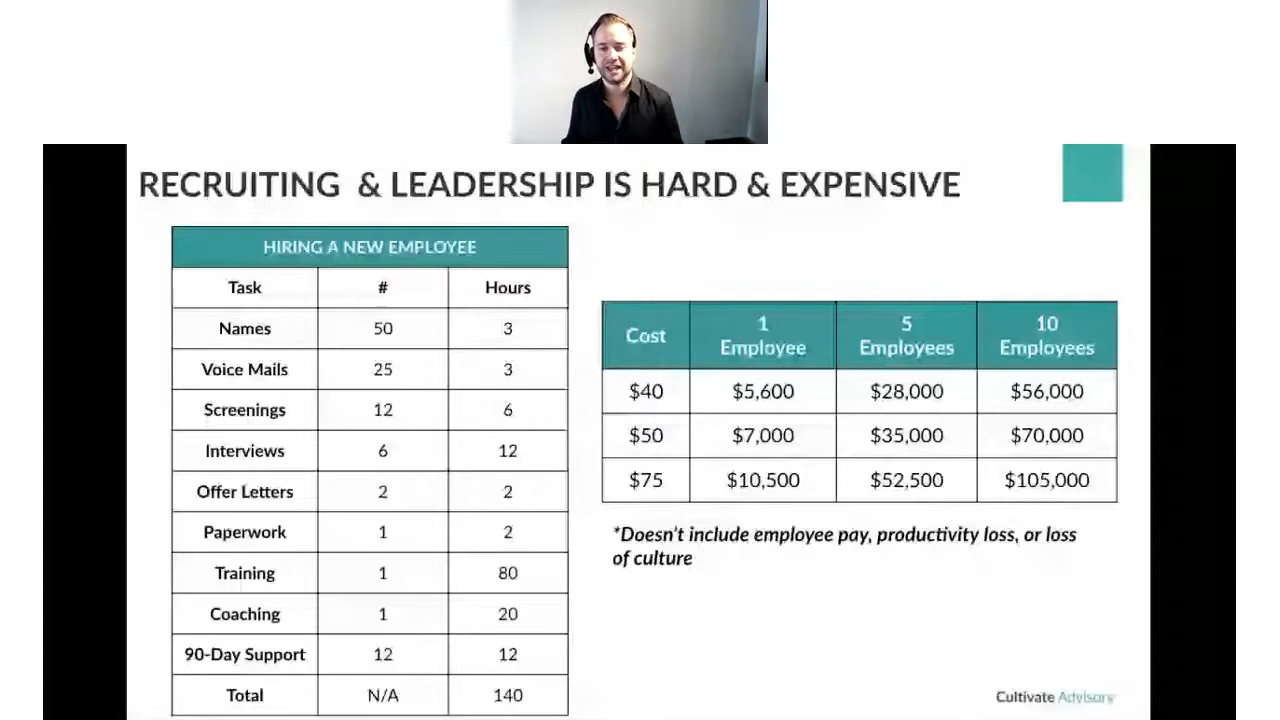 RECRUITING & LEADERSHIP IS HARD & EXPENSIVE
HIRING A NEW EMPLOYEE
Task # Hours
Names 50 3
Voice Mails 25 3
Screenings 12 6
Interviews 6 12
Offer Letters 2 2
Paperwork 1 2
Training 1 80
Coaching 1 20
90-Day Support 12 12
Total N/A 140
Cost 1 Employee 5 Employees 10 Employees
$40 $5,600 $28,000 $56,000
$50 $7,000 $35,000 $70,000
$75 $10,500 $52,500 $105,000
*Doesn't include employee pay, productivity loss, or loss
of culture
Cultivate Advisory